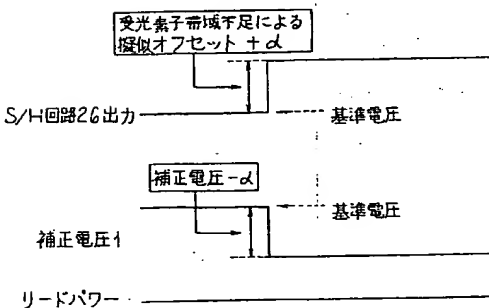 受光素子帯域不足による
擬似オフセット +α
S/H回路26出力
基準電圧
補正電圧-α
基準電圧
補正電圧1
リードパワー